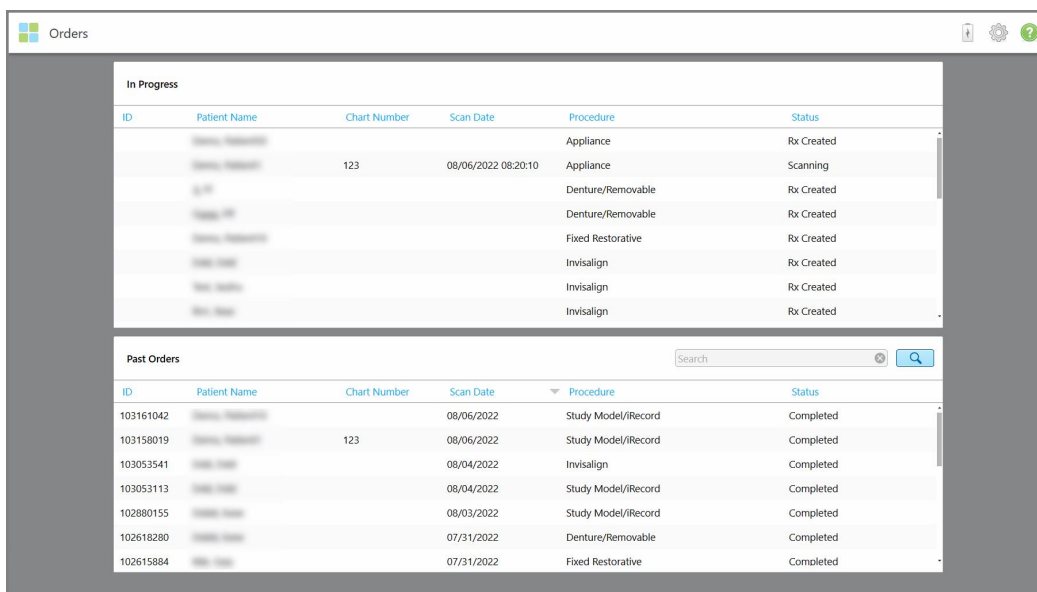 Orders
?
In Progress
ID Patient Name Chart Number Scan Date Procedure Status
Appliance Rx Created
123 08/06/2022 08:20:10 Appliance Scanning
Denture/Removable Rx Created
Denture/Removable Rx Created
Fixed Restorative Rx Created
Invisalign Rx Created
Invisalign Rx Created
Invisalign Rx Created
Past Orders Search
ID Patient Name Chart Number Scan Date Procedure Status
103161042 08/06/2022 Study Model/iRecord Completed
103158019 123 08/06/2022 Study Model/iRecord Completed
103053541 08/04/2022 Invisalign Completed
103053113 08/04/2022 Study Model/iRecord Completed
102880155 08/03/2022 Study Model/iRecord Completed
102618280 07/31/2022 Denture/Removable Completed
102615884 07/31/2022 Fixed Restorative Completed